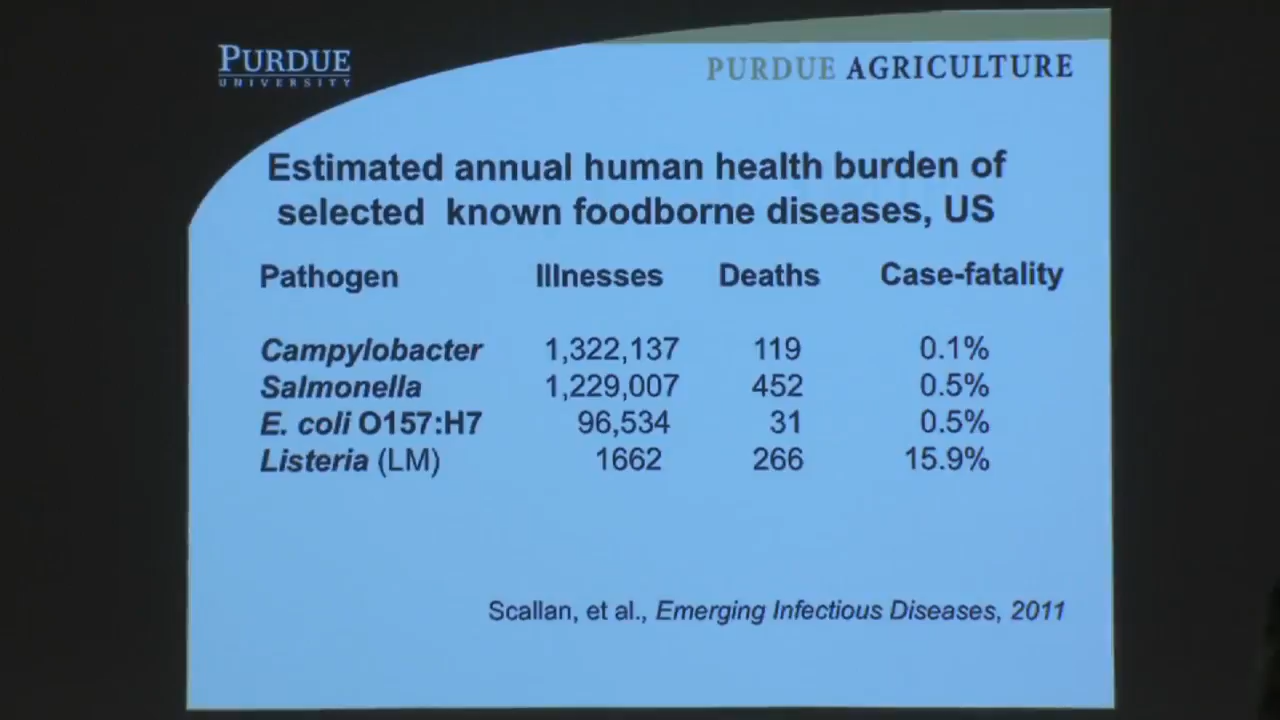 PURDUE
UNIVERSITY
PURDUE AGRICULTURE
Estimated annual human health burden of
selected known foodborne diseases, US
Pathogen Illnesses Deaths Case-fatality
Campylobacter 1,322,137 119 0.1%
Salmonella 1,229,007 452 0.5%
E. coli O157:H7 96,534 31 0.5%
Listeria (LM) 1662 266 15.9%
Scallan, et al., Emerging Infectious Diseases, 2011